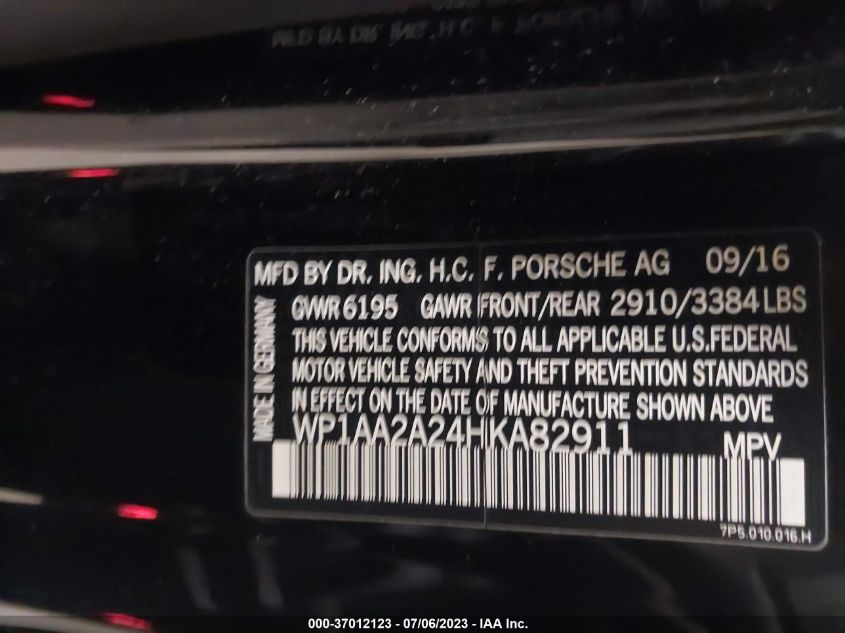 MFD BY DR. ING. H.C. F. PORSCHE AG 09/16
GVWR 6195 GAWR FRONT/REAR 2910/3384 LBS
THIS VEHICLE CONFORMS TO ALL APPLICABLE U.S.FEDERAL
MOTOR VEHICLE SAFETY AND THEFT PREVENTION STANDARDS
IN EFFECT ON THE DATE OF MANUFACTURE SHOWN ABOVE
WP1AA2A24HKA82911 MPV
MADE IN GERMANY
7P5.010.016.H
000-37012123 - 07/06/2023 - IAA Inc.